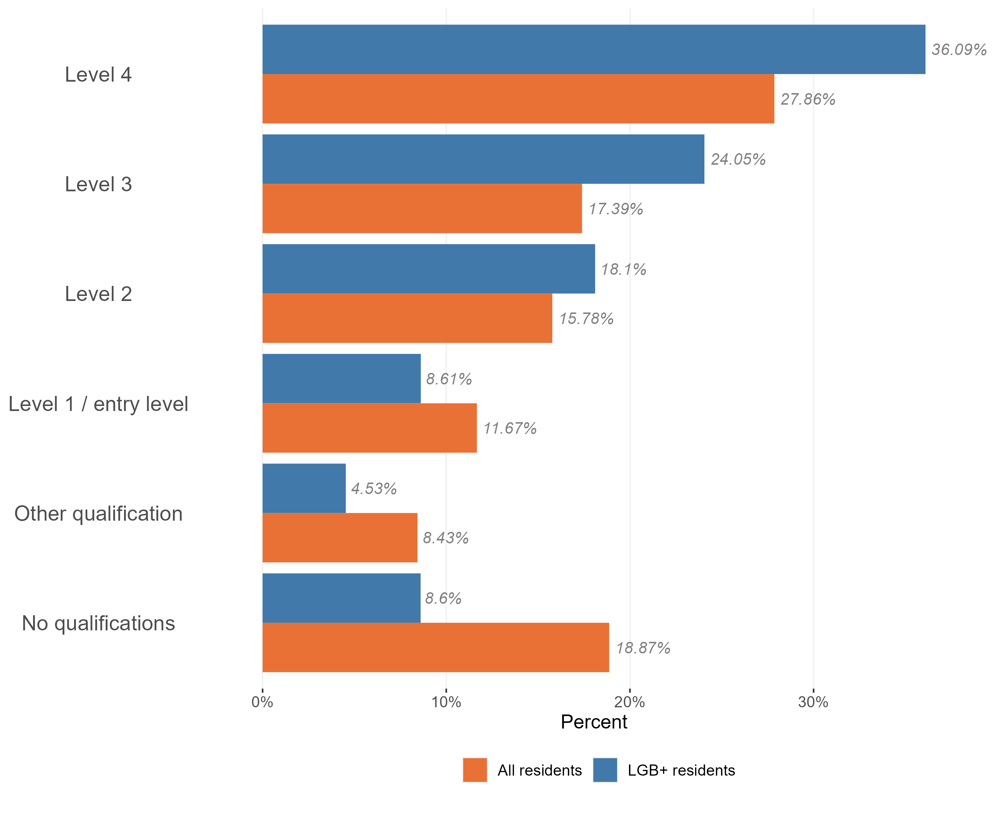 36.09%
Level 4
27.86%
24.05%
Level 3
17.39%
18.1%
Level 2
15.78%
8.61%
Level 1 / entry level
11.67%
4.53%
Other qualification
8.43%
8.6%
No qualifications
18.87%
0% 10% 20% 30%
Percent
All residents LGB+ residents